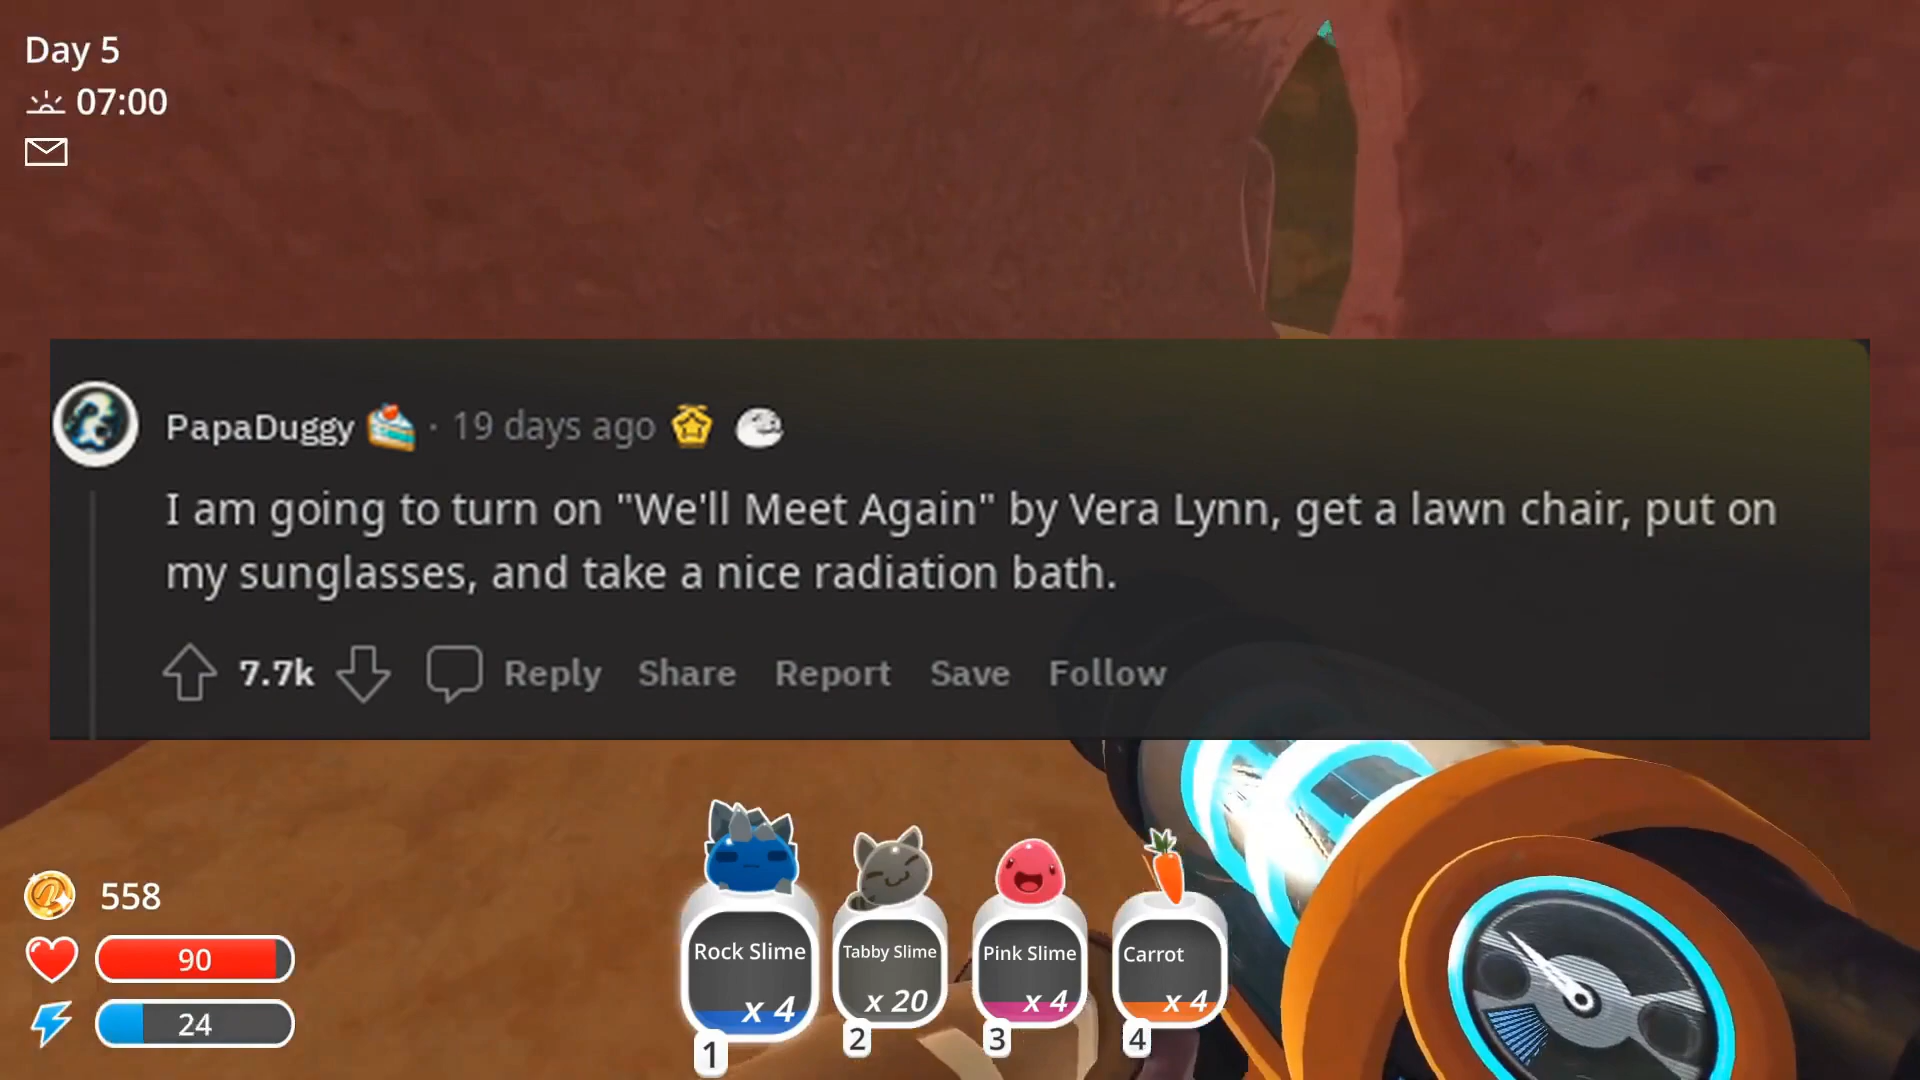 Day 5
07:00
PapaDuggy · 19 days ago
I am going to turn on "We'll Meet Again" by Vera Lynn, get a lawn chair, put on
my sunglasses, and take a nice radiation bath.
7.7k Reply Share Report Save Follow
558
90
24
Rock Slime
x 4
1
Tabby Slime
x 20
2
Pink Slime
x 4
3
Carrot
x 4
4